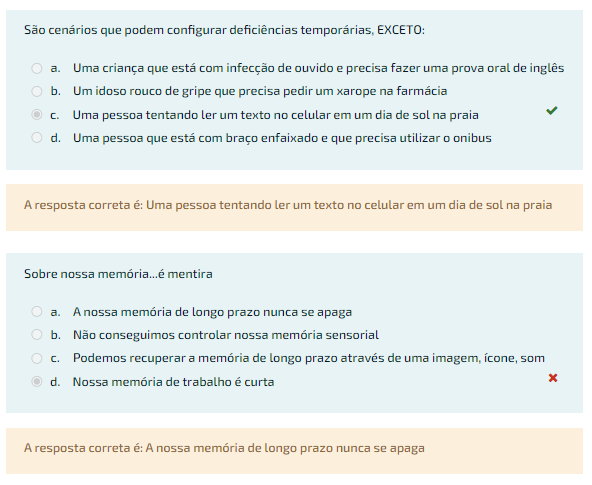 São cenários que podem configurar deficiências temporárias, EXCETO:
a. Uma criança que está com infecção de ouvido e precisa fazer uma prova oral de inglês
b. Um idoso rouco de gripe que precisa pedir um xarope na farmácia
c. Uma pessoa tentando ler um texto no celular em um dia de sol na praia
d. Uma pessoa que está com braço enfaixado e que precisa utilizar o onibus
A resposta correta é: Uma pessoa tentando ler um texto no celular em um dia de sol na praia
Sobre nossa memória...é mentira
a. A nossa memória de longo prazo nunca se apaga
b. Não conseguimos controlar nossa memória sensorial
c. Podemos recuperar a memória de longo prazo através de uma imagem, ícone, som
d. Nossa memória de trabalho é curta
A resposta correta é: A nossa memória de longo prazo nunca se apaga